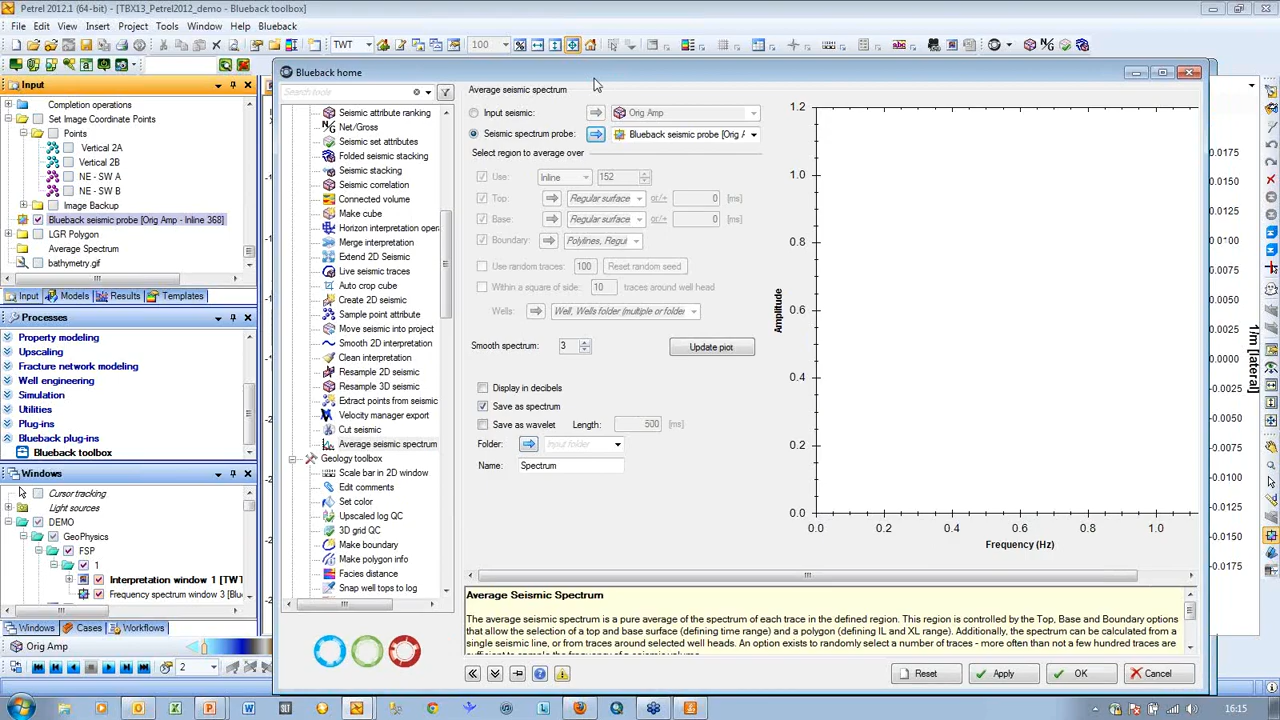 Petrel 2012.1 (64-bit) - [TBX13_Petrel2012_demo - Blueback toolbox]
File Edit View Insert Project Tools Window Help Blueback
TWT 100
Input
Completion operations
Set Image Coordinate Points
Points
Vertical 2A
Vertical 2B
NE - SW A
NE - SW B
Image Backup
Blueback seismic probe [Orig Amp - Inline 368]
LGR Polygon
Average Spectrum
bathymetry.gif
Input Models Results Templates
Processes
Property modeling
Upscaling
Fracture network modeling
Well engineering
Simulation
Utilities
Plug-ins
Blueback plug-ins
Blueback toolbox
Windows
Cursor tracking
Light sources
DEMO
GeoPhysics
FSP
1
Interpretation window 1 [TWT
Frequency spectrum window 3 [Blu
Windows Cases Workflows
Orig Amp
2
Blueback home
Search tools
Seismic attribute ranking
Net/Gross
Seismic set attributes
Folded seismic stacking
Seismic stacking
Seismic correlation
Connected volume
Make cube
Horizon interpretation oper
Merge interpretation
Extend 2D Seismic
Live seismic traces
Auto crop cube
Create 2D seismic
Sample point attribute
Move seismic into project
Smooth 2D interpretation
Clean interpretation
Resample 2D seismic
Resample 3D seismic
Extract points from seismic
Velocity manager export
Cut seismic
Average seismic spectrum
Geology toolbox
Scale bar in 2D window
Edit comments
Set color
Upscaled log QC
3D grid QC
Make boundary
Make polygon info
Facies distance
Snap well tops to log
Average seismic spectrum
Input seismic: Orig Amp
Seismic spectrum probe: Blueback seismic probe [Orig A
Select region to average over
Use: Inline 152
Top: Regular surface or/+ 0 [ms]
Base: Regular surface or/+ 0 [ms]
Boundary: Polylines, Regul
Use random traces: 100 Reset random seed
Within a square of side: 10 traces around well head
Wells: Well, Wells folder (multiple or folder
Smooth spectrum: 3 Update plot
Display in decibels
Save as spectrum
Save as wavelet Length: 500 [ms]
Folder: Input folder
Name: Spectrum
Amplitude
1.2
1.0
0.8
0.6
0.4
0.2
0.0
0.0 0.2 0.4 0.6 0.8 1.0
Frequency (Hz)
Average Seismic Spectrum
The average seismic spectrum is a pure average of the spectrum of each trace in the defined region. This region is controlled by the Top, Base and Boundary options
that allow the selection of a top and base surface (defining time range) and a polygon (defining IL and XL range). Additionally, the spectrum can be calculated from a
single seismic line, or from traces around selected well heads. An option exists to randomly select a number of traces - more often than not a few hundred traces are
Reset Apply OK Cancel
0.0175
0.0150
0.0100
0.0050
0.0025
0.0000
-0.0025
-0.0050
-0.0100
-0.0125
-0.0175
1/m [lateral]
16:15